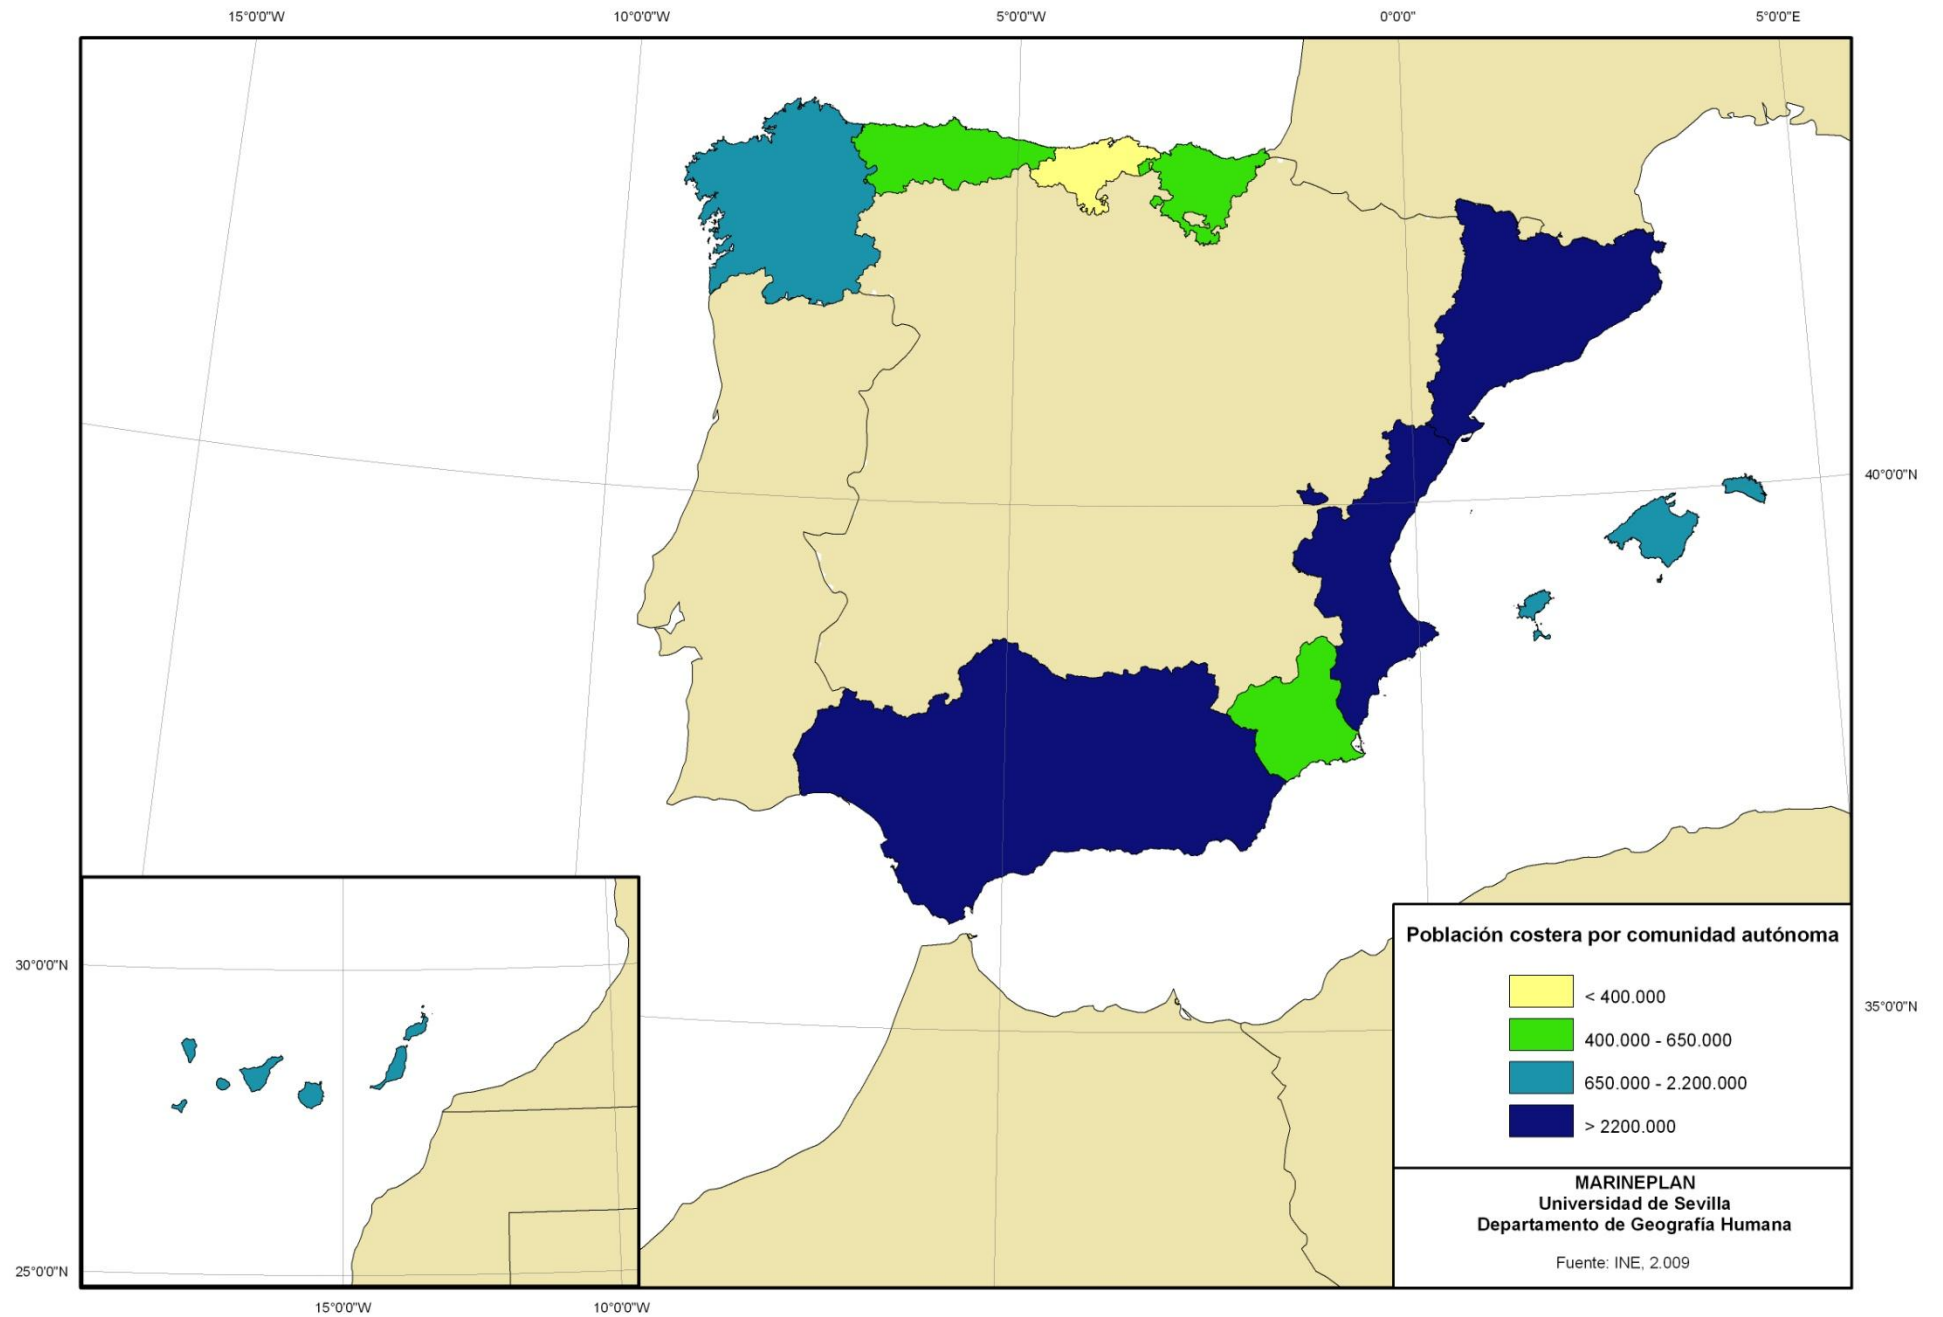 15°0'0"W
10°0'0"W
5°0'0"W
0°0'0"
5°0'0"E
40°0'0"N
30°0'0"N
35°0'0"N
25°0'0"N
15°0'0"W
10°0'0"W
Población costera por comunidad autónoma
< 400.000
400.000 - 650.000
650.000 - 2.200.000
> 2200.000
MARINEPLAN
Universidad de Sevilla
Departamento de Geografía Humana
Fuente: INE, 2.009